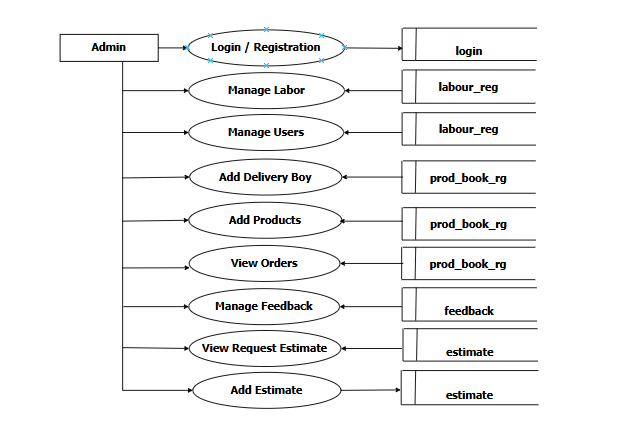 Admin
Login / Registration
login
Manage Labor
labour_reg
Manage Users
labour_reg
Add Delivery Boy
prod_book_rg
Add Products
prod_book_rg
View Orders
prod_book_rg
Manage Feedback
feedback
View Request Estimate
estimate
Add Estimate
estimate